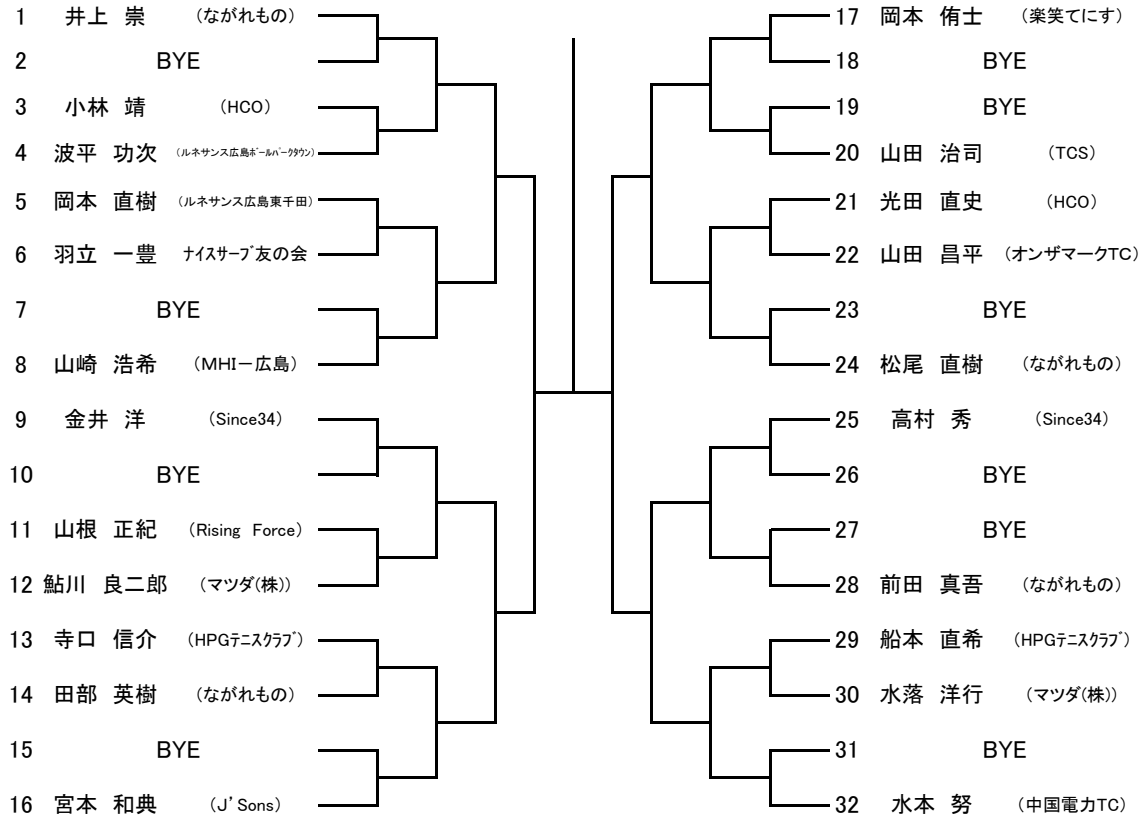 1 井上 崇 (ながれもの)
2 BYE
3 小林 靖 (HCO)
4 波平 功次 (ルネサンス広島ﾎﾞｰﾙﾊﾟｰｸﾀｳﾝ)
5 岡本 直樹 (ルネサンス広島東千田)
6 羽立 一豊 ﾅｲｽｻｰﾌﾞ友の会
7 BYE
8 山崎 浩希 (MHI－広島)
9 金井 洋 (Since34)
10 BYE
11 山根 正紀 (Rising Force)
12 鮎川 良二郎 (マツダ(株))
13 寺口 信介 (HPGﾃﾆｽｸﾗﾌﾞ)
14 田部 英樹 (ながれもの)
15 BYE
16 宮本 和典 (J’Sons)
17 岡本 侑士 (楽笑てにす)
18 BYE
19 BYE
20 山田 治司 (TCS)
21 光田 直史 (HCO)
22 山田 昌平 (オンザマークTC)
23 BYE
24 松尾 直樹 (ながれもの)
25 高村 秀 (Since34)
26 BYE
27 BYE
28 前田 真吾 (ながれもの)
29 船本 直希 (HPGﾃﾆｽｸﾗﾌﾞ)
30 水落 洋行 (マツダ(株))
31 BYE
32 水本 努 (中国電力TC)